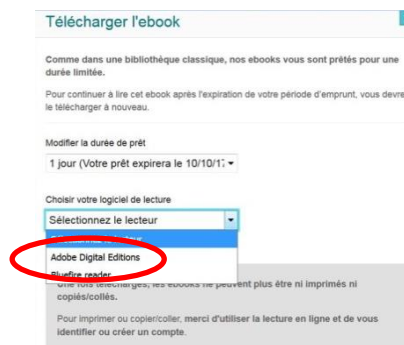 Télécharger l'ebook
Comme dans une bibliothèque classique, nos ebooks vous sont prêtés pour une
durée limitée.
Pour continuer à lire cet ebook après l'expiration de votre période d'emprunt, vous devre
le télécharger à nouveau.
Modifier la durée de prêt
1 jour (Votre prêt expirera le 10/10/17
Choisir votre logiciel de lecture
Sélectionnez le lecteur
Adobe Digital Editions
Bluefire reader
Une fois téléchargés, les ebooks ne peuvent plus être ni imprimés ni
copiés/collés.
Pour imprimer ou copier/coller, merci d'utiliser la lecture en ligne et de vous
identifier ou créer un compte.